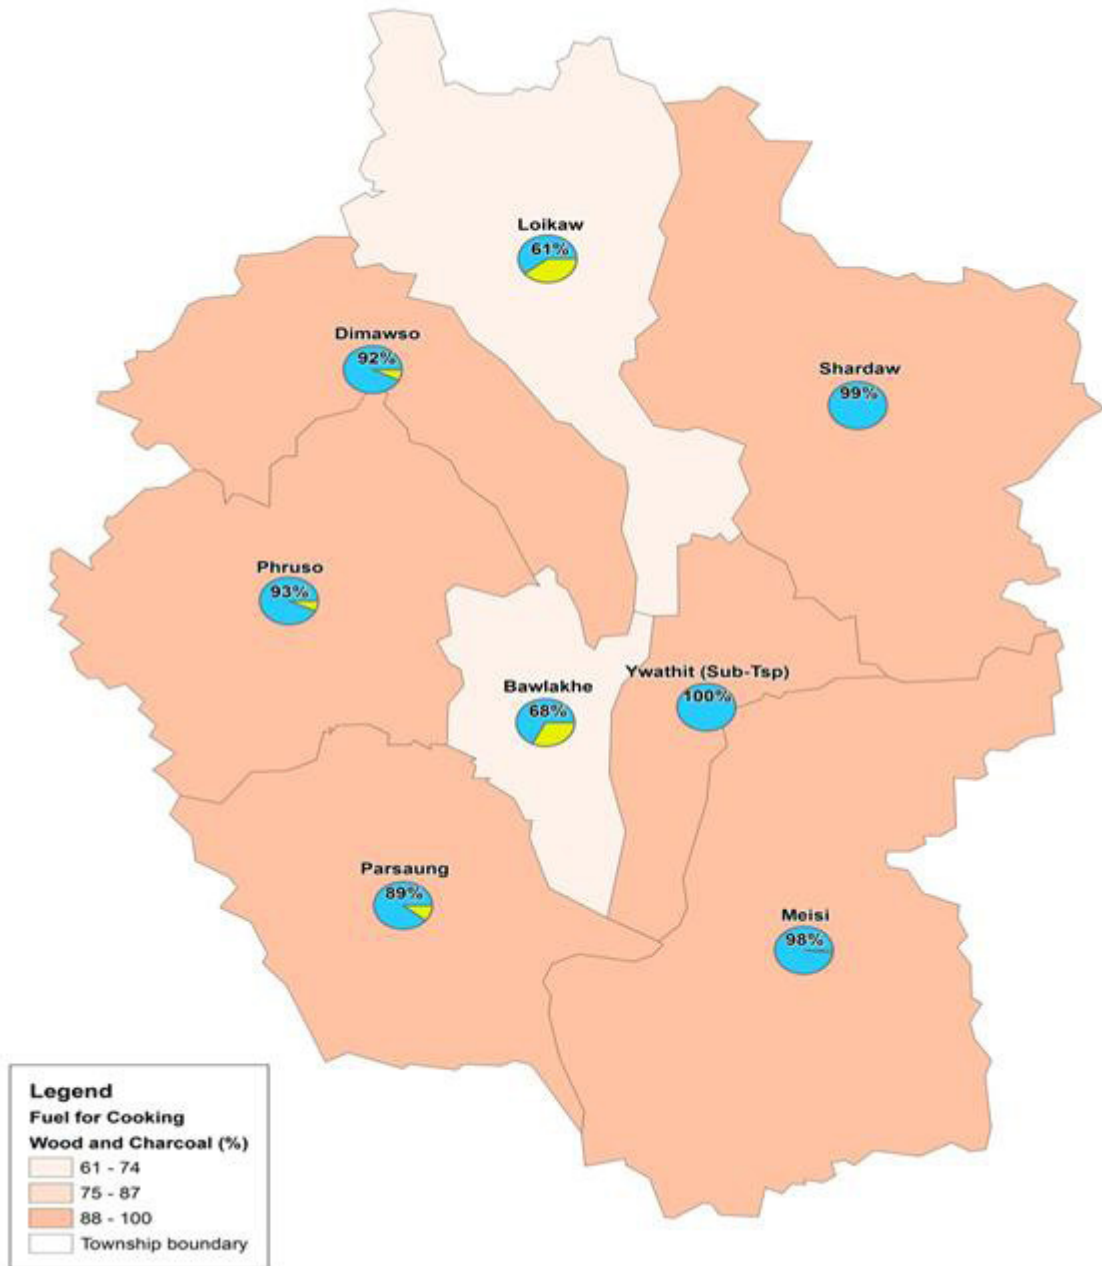 Loikaw
61%
Dimawso
92%
Shardaw
99%
Phruso
93%
Ywathit (Sub-Tsp)
100%
Bawlakhe
68%
Parsaung
89%
Meisi
98%
Legend
Fuel for Cooking
Wood and Charcoal (%)
61 - 74
75 - 87
88 - 100
Township boundary